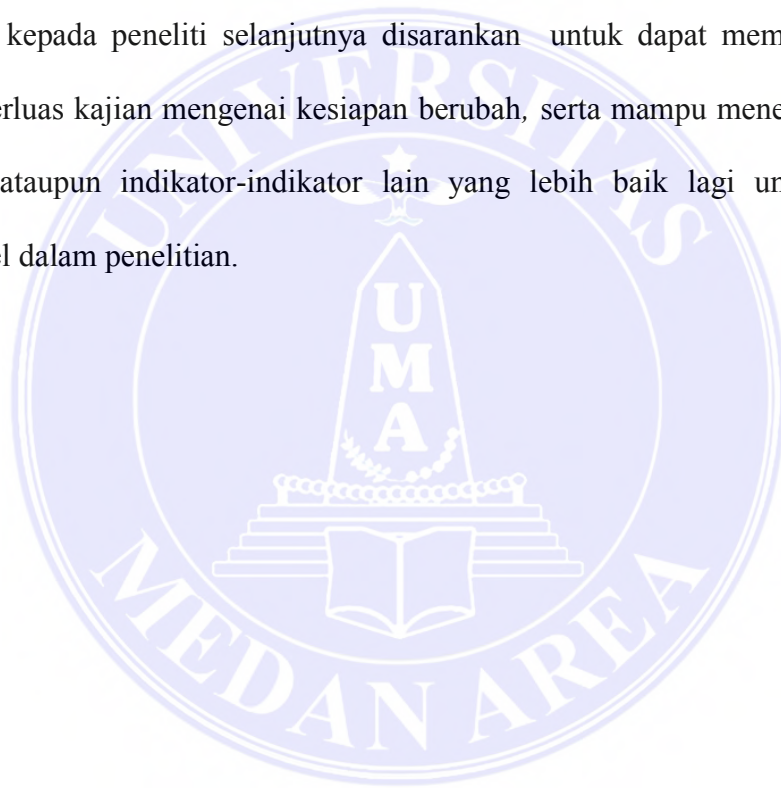 kepada peneliti selanjutnya disarankan untuk dapat mem
erluas kajian mengenai kesiapan berubah, serta mampu mene
ataupun indikator-indikator lain yang lebih baik lagi un
el dalam penelitian.
UNIVERSITAS
U
M
A
MEDAN AREA